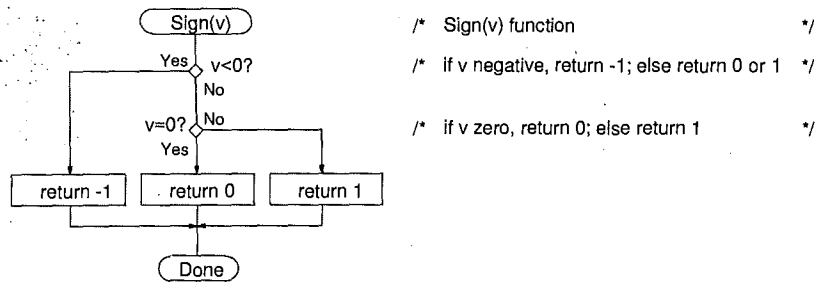 Sign(v) /* Sign(v) function */
Yes v<0? /* if v negative, return -1; else return 0 or 1 */
No
v=0? No /* if v zero, return 0; else return 1 */
Yes
return -1 return 0 return 1
Done